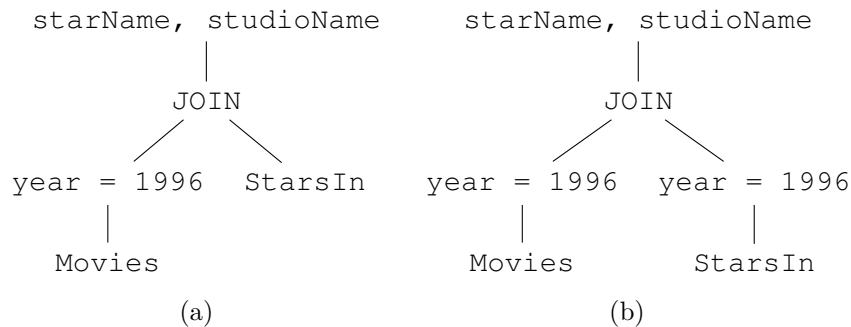 starName, studioName
JOIN
year = 1996 StarsIn
Movies
(a)
starName, studioName
JOIN
year = 1996 year = 1996
Movies StarsIn
(b)